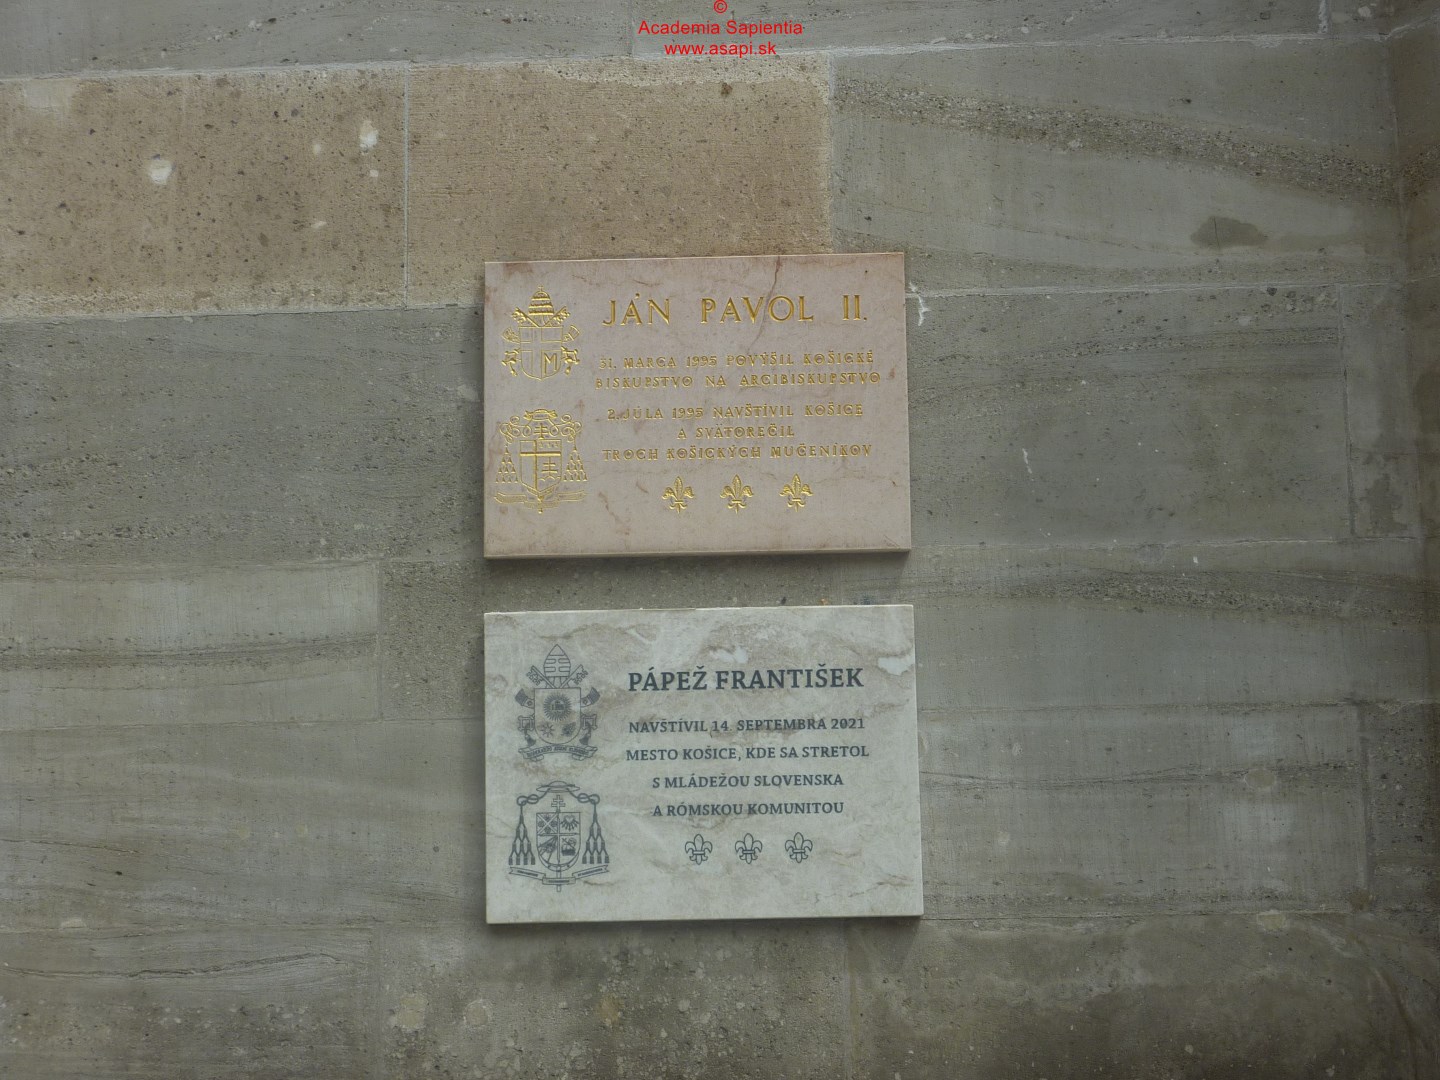 ©
Academia Sapientia
www.asapi.sk
JÁN PAVOL II.
31. MARCA 1995 POVÝŠIL KOŠICKÉ
BISKUPSTVO NA ARCIBISKUPSTVO
2. JÚLA 1995 NAVŠTÍVIL KOŠICE
A SVÄTOREČIL
TROCH KOŠICKÝCH MUČENÍKOV
M
PÁPEŽ FRANTIŠEK
NAVŠTÍVIL 14. SEPTEMBRA 2021
MESTO KOŠICE, KDE SA STRETOL
S MLÁDEŽOU SLOVENSKA
A RÓMSKOU KOMUNITOU